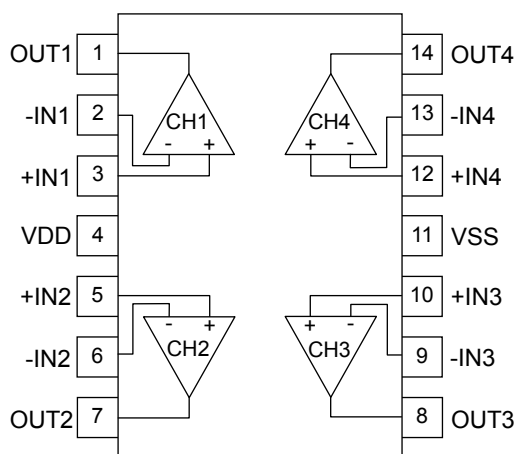 OUT1 1 14 OUT4
-IN1 2 CH1 CH4 13 -IN4
- + + -
+IN1 3 12 +IN4
VDD 4 11 VSS
+IN2 5 10 +IN3
- + + -
-IN2 6 CH2 CH3 9 -IN3
OUT2 7 8 OUT3